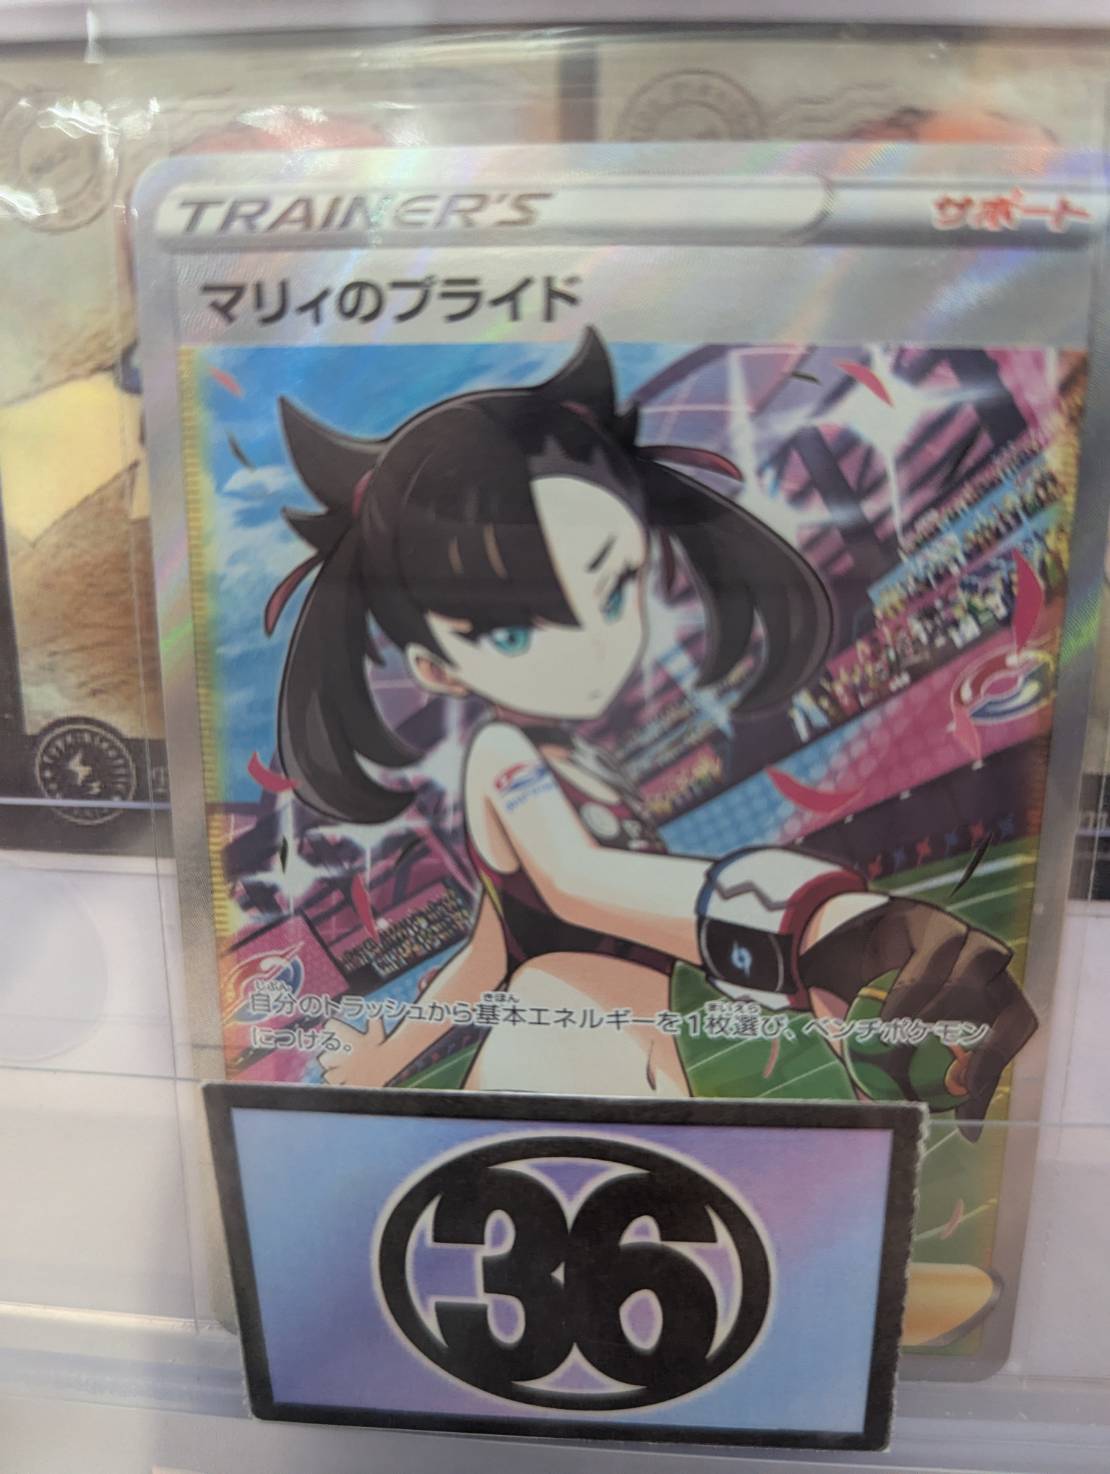 TRAINER'S
サポート
マリィのプライド
自分のトラッシュから基本エネルギーを1枚選び、ベンチポケモン
につける。
36